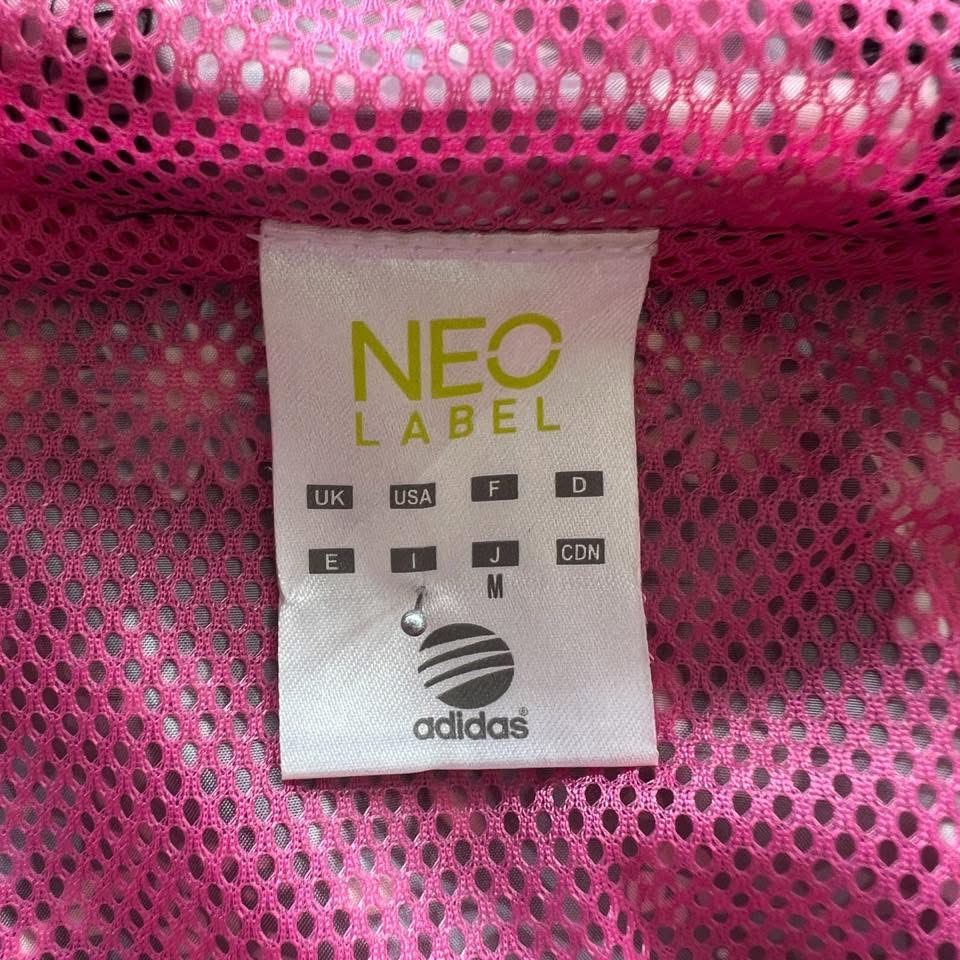 NEO
LABEL
UK USA F D
E I J CDN
M
adidas®